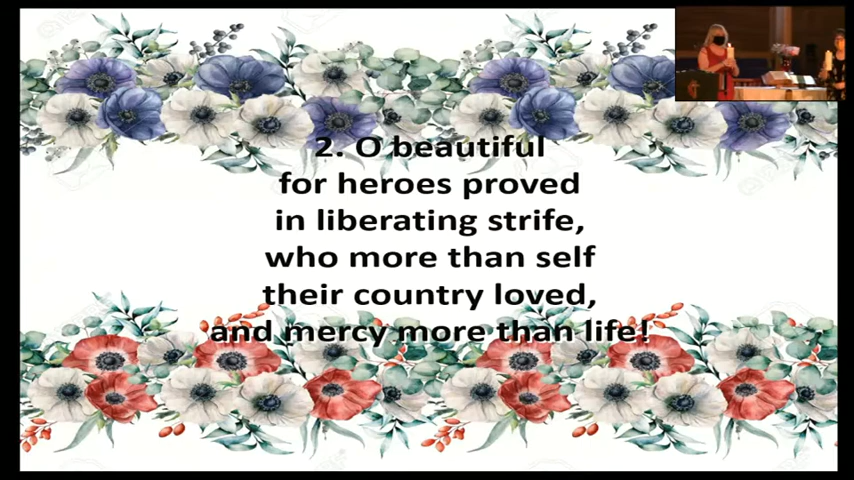 2. O beautiful
for heroes proved
in liberating strife,
who more than self
their country loved,
and mercy more than life!